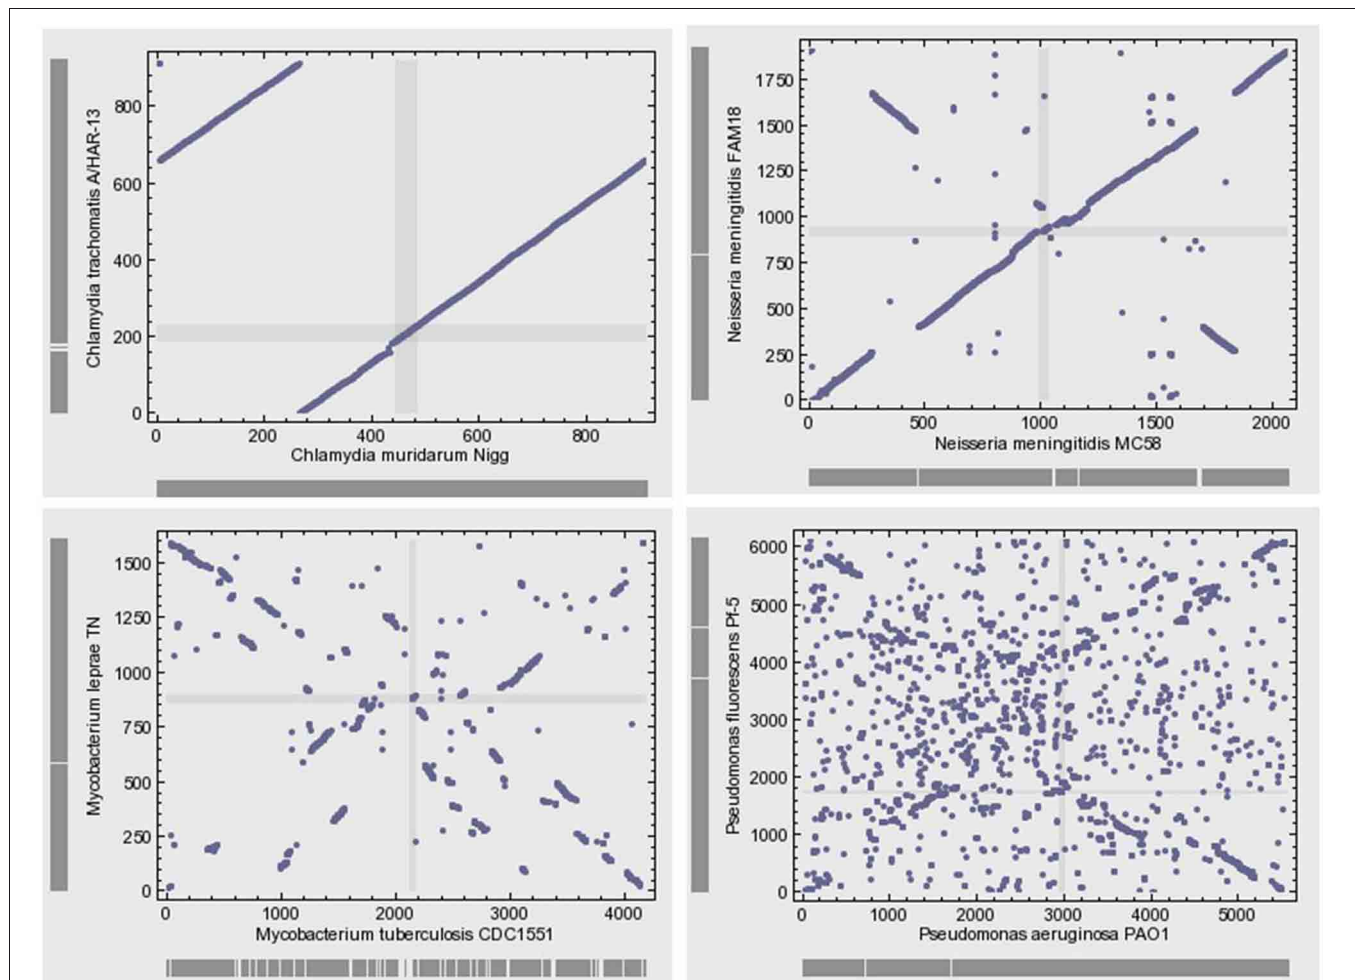 Chlamydia trachomatis A/HAR-13
800
600
400
200
0
0 200 400 600 800
Chlamydia muridarum Nigg
Neisseria meningitidis FAM18
1750
1500
1250
1000
750
500
250
0
0 500 1000 1500 2000
Neisseria meningitidis MC58
Mycobacterium leprae TN
1500
1250
1000
750
500
250
0
0 1000 2000 3000 4000
Mycobacterium tuberculosis CDC1551
Pseudomonas fluorescens Pf-5
6000
5000
4000
3000
2000
1000
0
0 1000 2000 3000 4000 5000
Pseudomonas aeruginosa PAO1